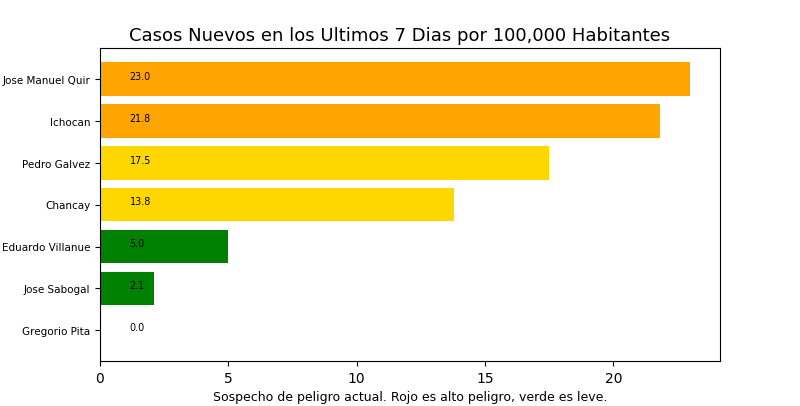 Casos Nuevos en los Ultimos 7 Dias por 100,000 Habitantes
Jose Manuel Quir 23.0
Ichocan 21.8
Pedro Galvez 17.5
Chancay 13.8
Eduardo Villanue 5.0
Jose Sabogal 2.1
Gregorio Pita 0.0
0 5 10 15 20
Sospecho de peligro actual. Rojo es alto peligro, verde es leve.